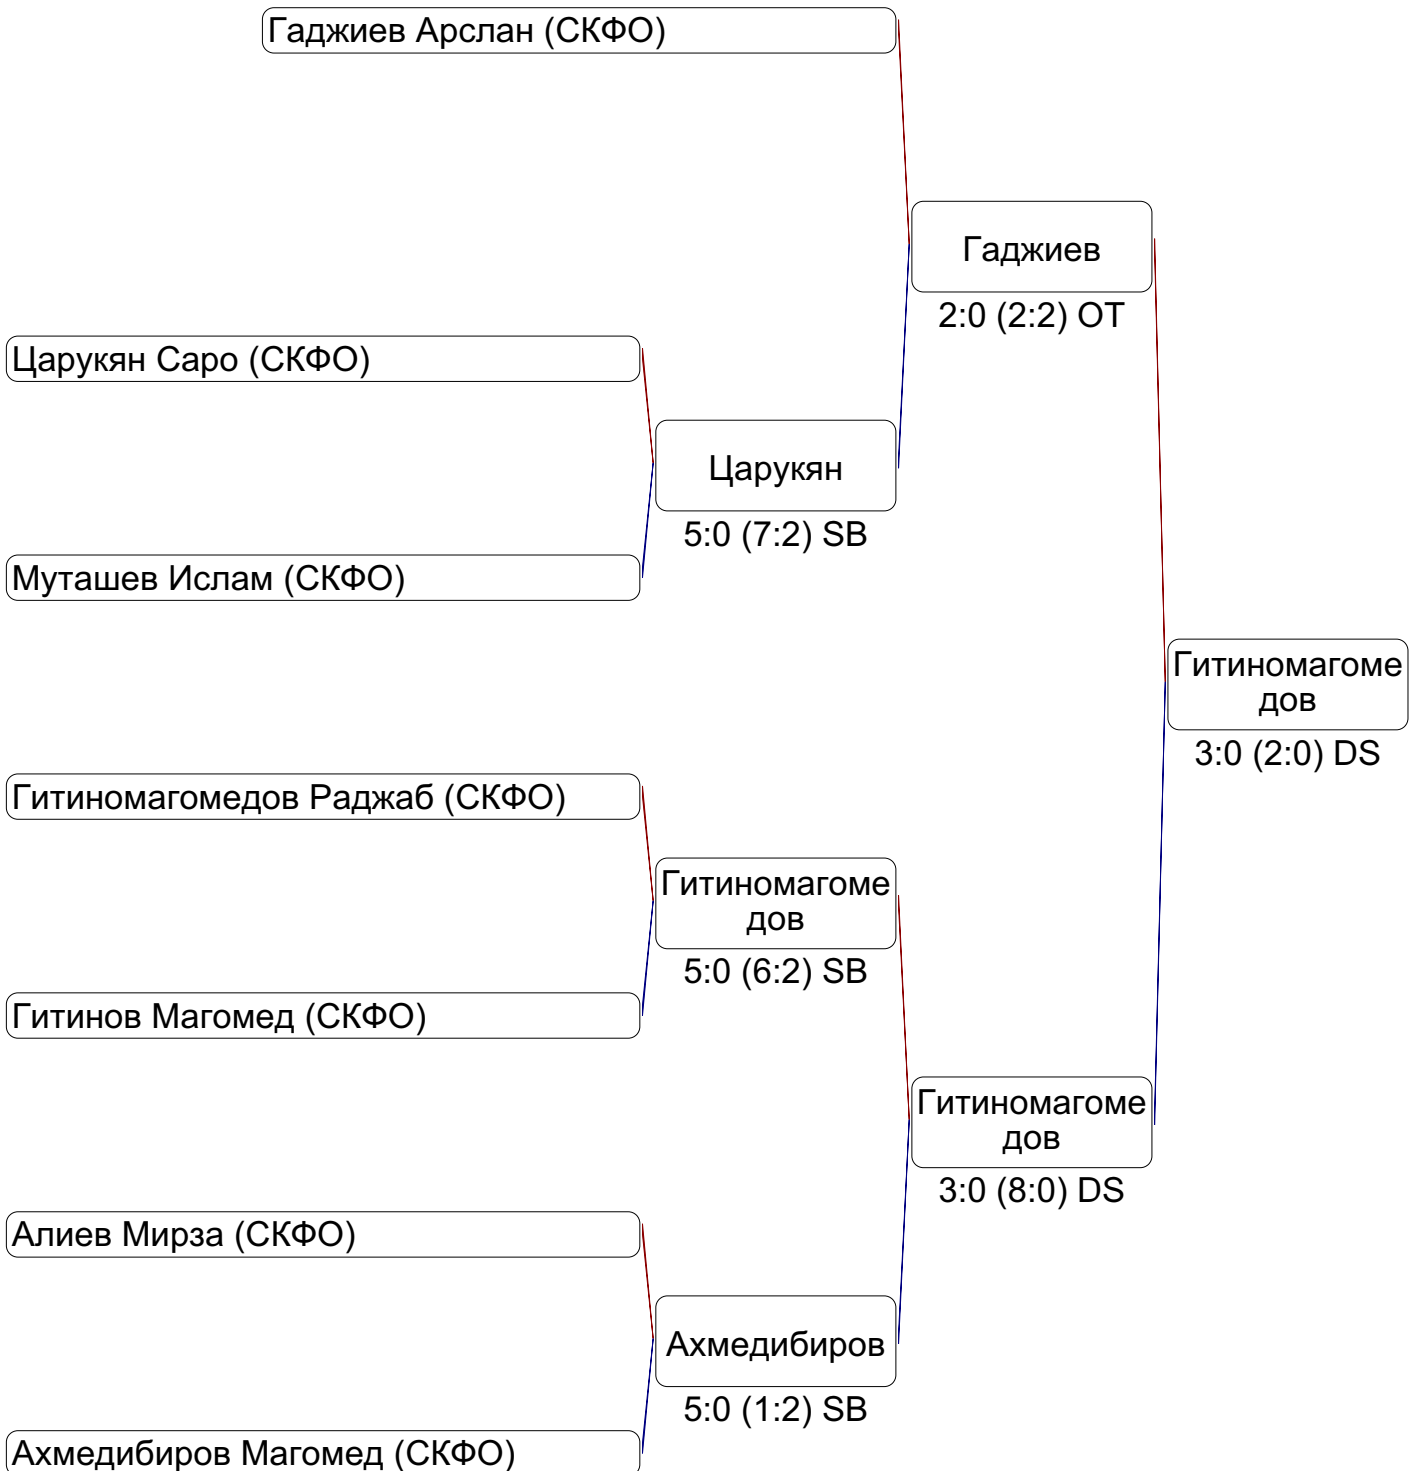 Гаджиев Арслан (СКФО)
Гаджиев
2:0 (2:2) OT
Царукян Саро (СКФО)
Царукян
5:0 (7:2) SB
Муташев Ислам (СКФО)
Гитиномагоме
дов
3:0 (2:0) DS
Гитиномагомедов Раджаб (СКФО)
Гитиномагоме
дов
5:0 (6:2) SB
Гитинов Магомед (СКФО)
Гитиномагоме
дов
3:0 (8:0) DS
Алиев Мирза (СКФО)
Ахмедибиров
5:0 (1:2) SB
Ахмедибиров Магомед (СКФО)